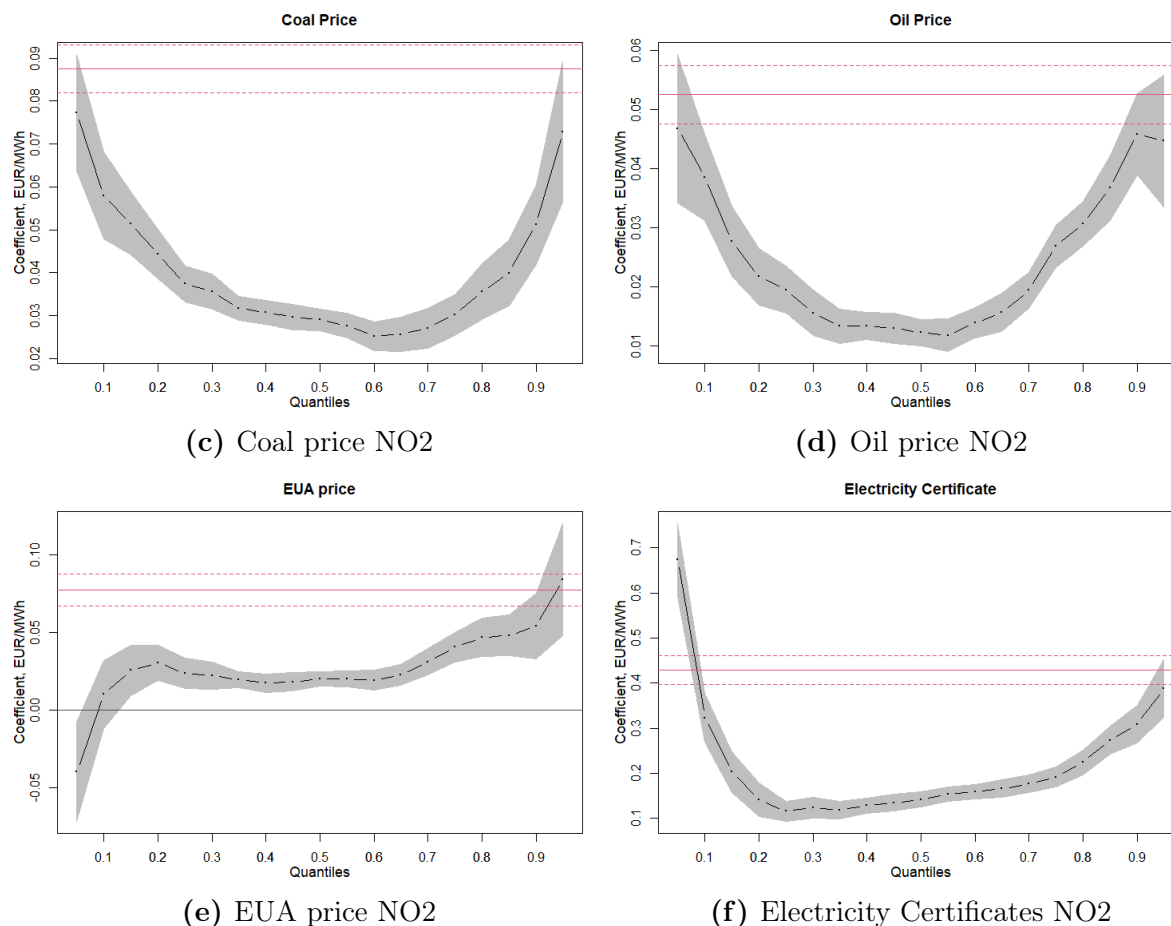 Coal Price
Coefficient, EUR/MWh
0.02 0.03 0.04 0.05 0.06 0.07 0.08 0.09
0.1 0.2 0.3 0.4 0.5 0.6 0.7 0.8 0.9
Quantiles
(c) Coal price NO2
Oil Price
Coefficient, EUR/MWh
0.01 0.02 0.03 0.04 0.05 0.06
0.1 0.2 0.3 0.4 0.5 0.6 0.7 0.8 0.9
Quantiles
(d) Oil price NO2
EUA price
Coefficient, EUR/MWh
-0.05 0.00 0.05 0.10
0.1 0.2 0.3 0.4 0.5 0.6 0.7 0.8 0.9
Quantiles
(e) EUA price NO2
Electricity Certificate
Coefficient, EUR/MWh
0.1 0.2 0.3 0.4 0.5 0.6 0.7
0.1 0.2 0.3 0.4 0.5 0.6 0.7 0.8 0.9
Quantiles
(f) Electricity Certificates NO2